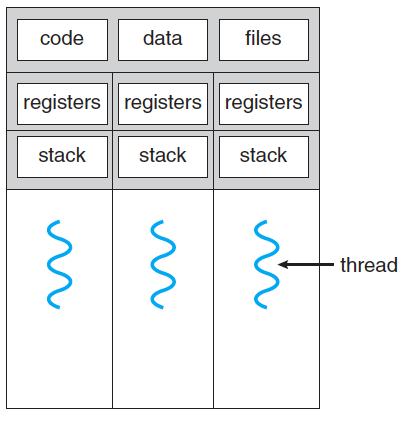 code data files
registers registers registers
stack stack stack
thread